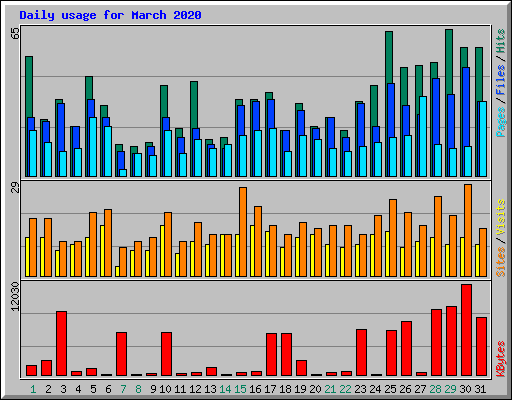 Daily usage for March 2020
65
Pages/Files/Hits
29
Sites/Visits
12030
KBytes
1 2 3 4 5 6 7 8 9 10 11 12 13 14 15 16 17 18 19 20 21 22 23 24 25 26 27 28 29 30 31